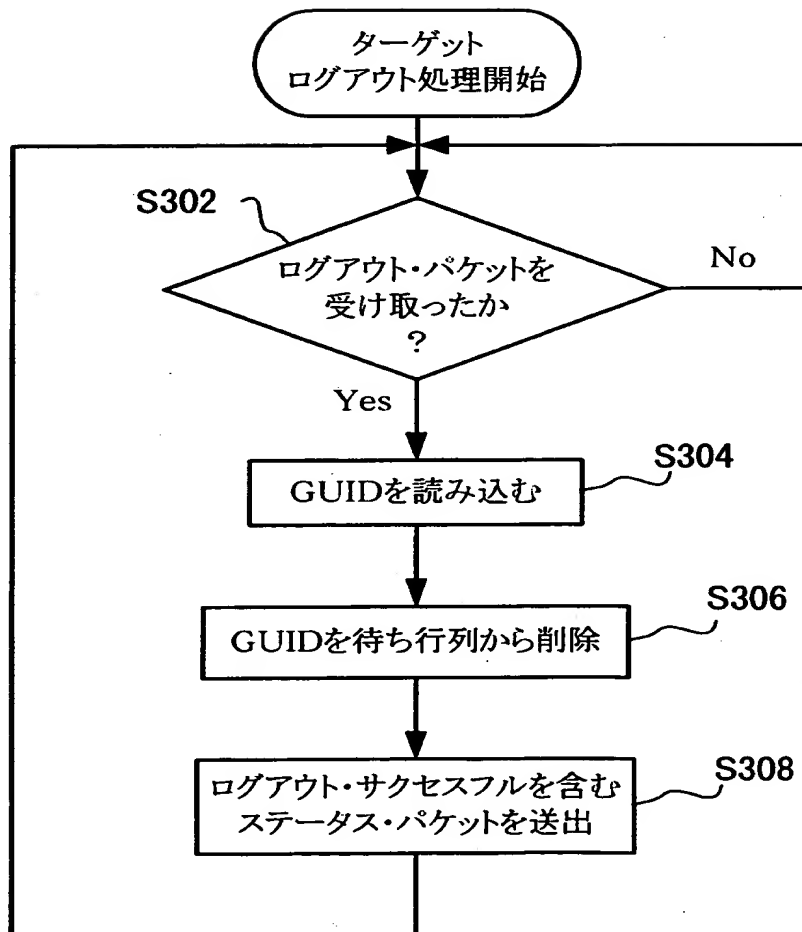 ターゲット
ログアウト処理開始
S302
ログアウト・パケットを
受け取ったか
?
No
Yes
S304
GUIDを読み込む
S306
GUIDを待ち行列から削除
S308
ログアウト・サクセスフルを含む
ステータス・パケットを送出